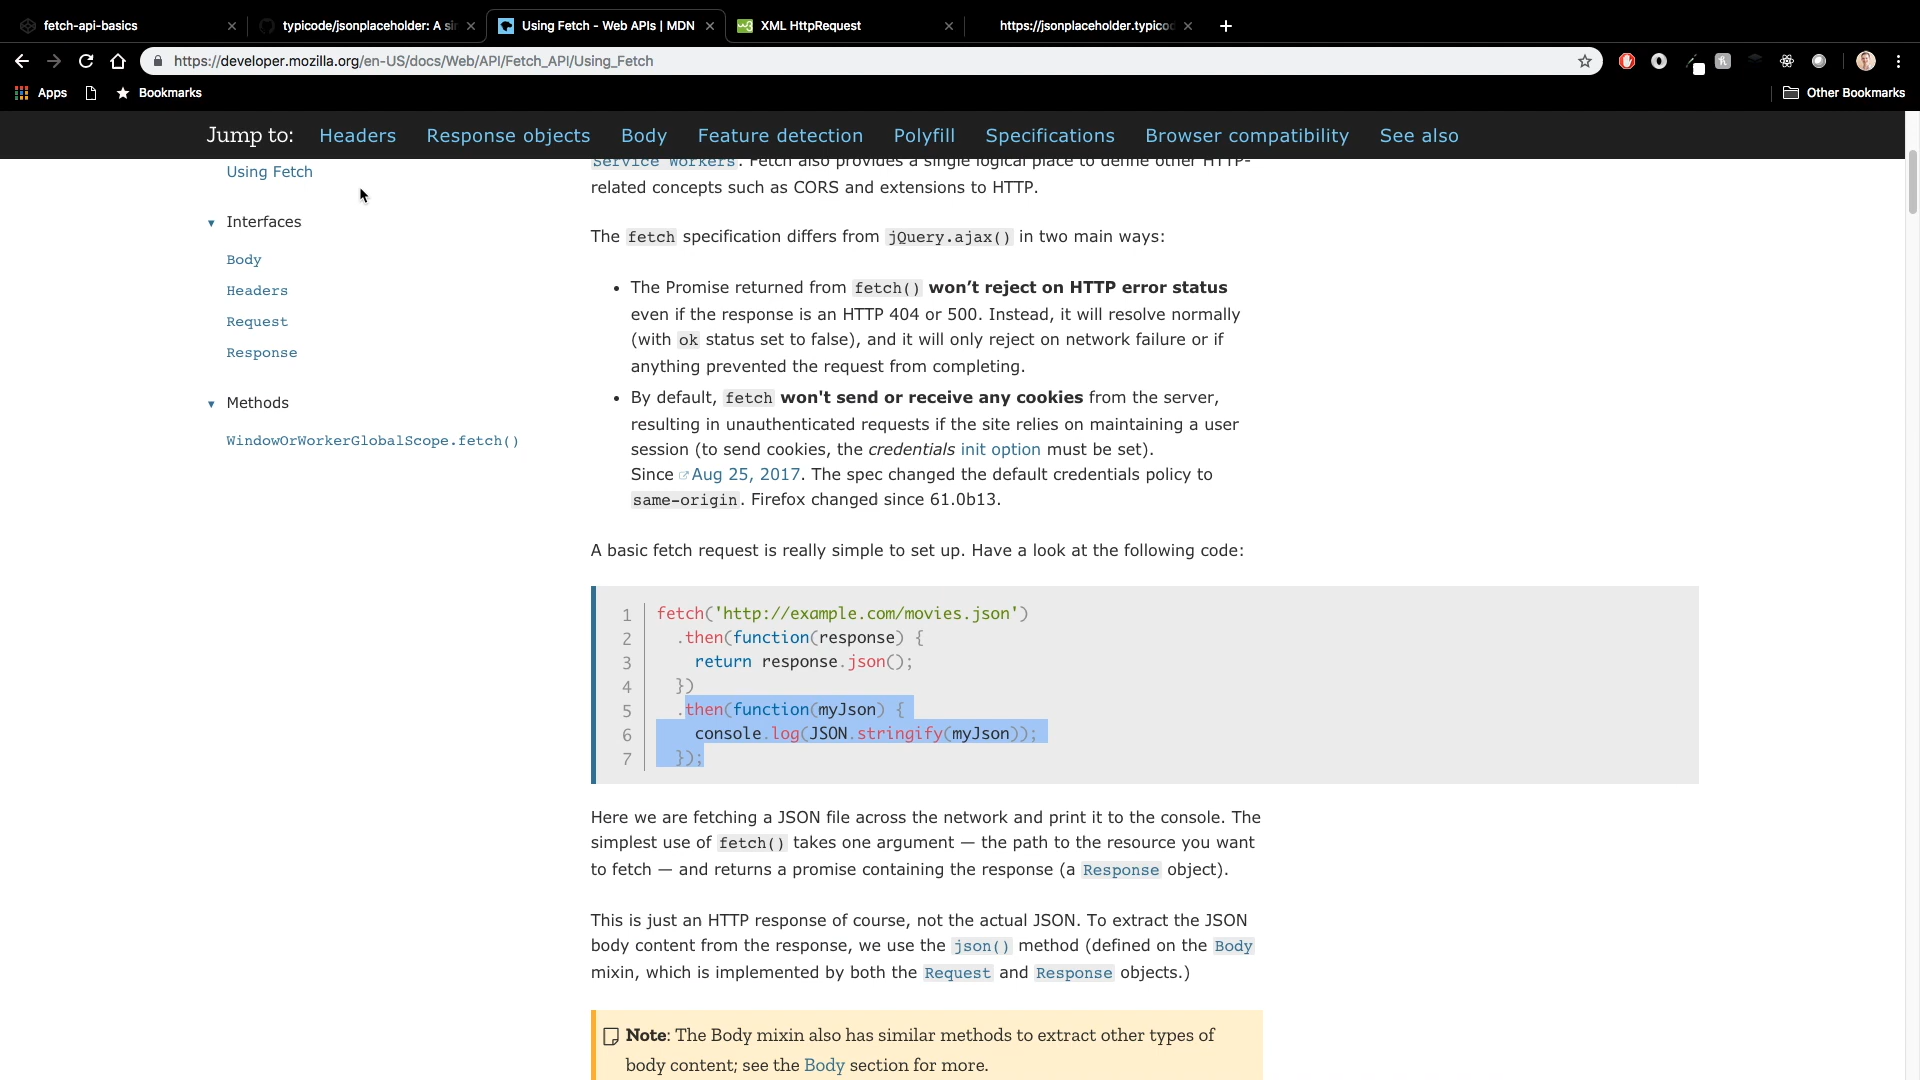 fetch-api-basics
typicode/jsonplaceholder: A si
Using Fetch - Web APIs | MDN
XML HttpRequest
https://jsonplaceholder.typico
https://developer.mozilla.org/en-US/docs/Web/API/Fetch_API/Using_Fetch
Apps
Bookmarks
Other Bookmarks
Jump to: Headers Response objects Body Feature detection Polyfill Specifications Browser compatibility See also
Using Fetch
Interfaces
Body
Headers
Request
Response
Methods
WindowOrWorkerGlobalScope.fetch()
Service Workers. Fetch also provides a single logical place to define other HTTP-
related concepts such as CORS and extensions to HTTP.
The fetch specification differs from jQuery.ajax() in two main ways:
• The Promise returned from fetch() won’t reject on HTTP error status
even if the response is an HTTP 404 or 500. Instead, it will resolve normally
(with ok status set to false), and it will only reject on network failure or if
anything prevented the request from completing.
• By default, fetch won't send or receive any cookies from the server,
resulting in unauthenticated requests if the site relies on maintaining a user
session (to send cookies, the credentials init option must be set).
Since Aug 25, 2017. The spec changed the default credentials policy to
same-origin. Firefox changed since 61.0b13.
A basic fetch request is really simple to set up. Have a look at the following code:
1 fetch('http://example.com/movies.json')
2 .then(function(response) {
3 return response.json();
4 })
5 .then(function(myJson) {
6 console.log(JSON.stringify(myJson));
7 });
Here we are fetching a JSON file across the network and print it to the console. The
simplest use of fetch() takes one argument — the path to the resource you want
to fetch — and returns a promise containing the response (a Response object).
This is just an HTTP response of course, not the actual JSON. To extract the JSON
body content from the response, we use the json() method (defined on the Body
mixin, which is implemented by both the Request and Response objects.)
Note: The Body mixin also has similar methods to extract other types of
body content; see the Body section for more.